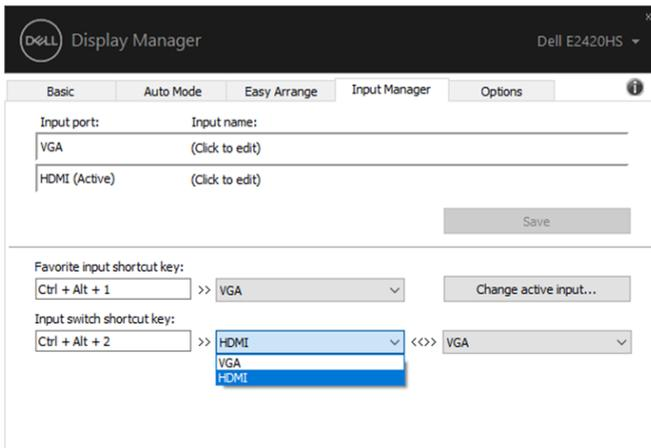 DELL Display Manager Dell E2420HS
Basic Auto Mode Easy Arrange Input Manager Options
Input port: Input name:
VGA (Click to edit)
HDMI (Active) (Click to edit)
Save
Favorite input shortcut key:
Ctrl + Alt + 1 >> VGA Change active input...
Input switch shortcut key:
Ctrl + Alt + 2 >> HDMI <<>> VGA
VGA
HDMI